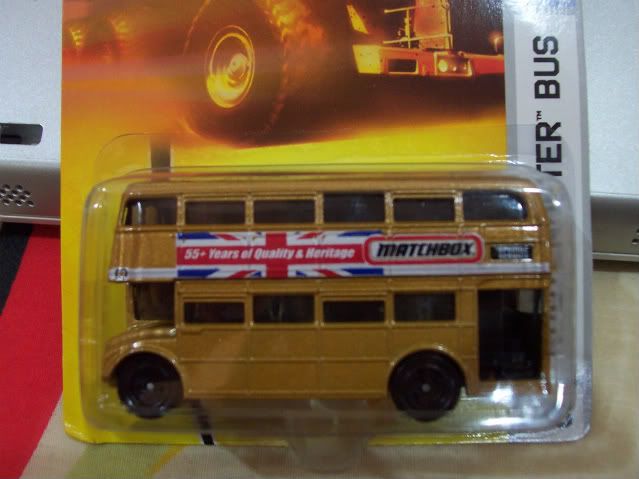 TER™ BUS
55+ Years of Quality & Heritage
MATCHBOX